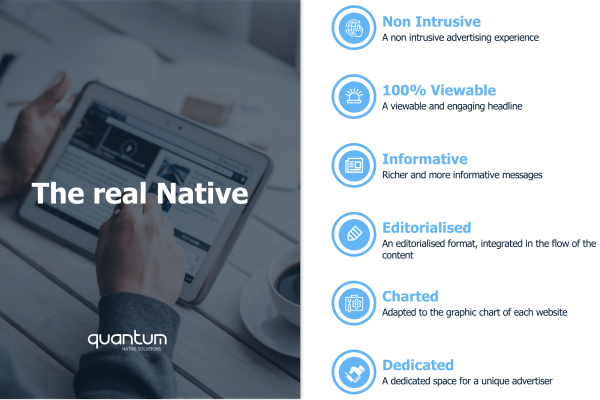 The real Native
quantum
NATIVE SOLUTIONS
Non Intrusive
A non intrusive advertising experience
100% Viewable
A viewable and engaging headline
Informative
Richer and more informative messages
Editorialised
An editorialised format, integrated in the flow of the
content
Charted
Adapted to the graphic chart of each website
Dedicated
A dedicated space for a unique advertiser